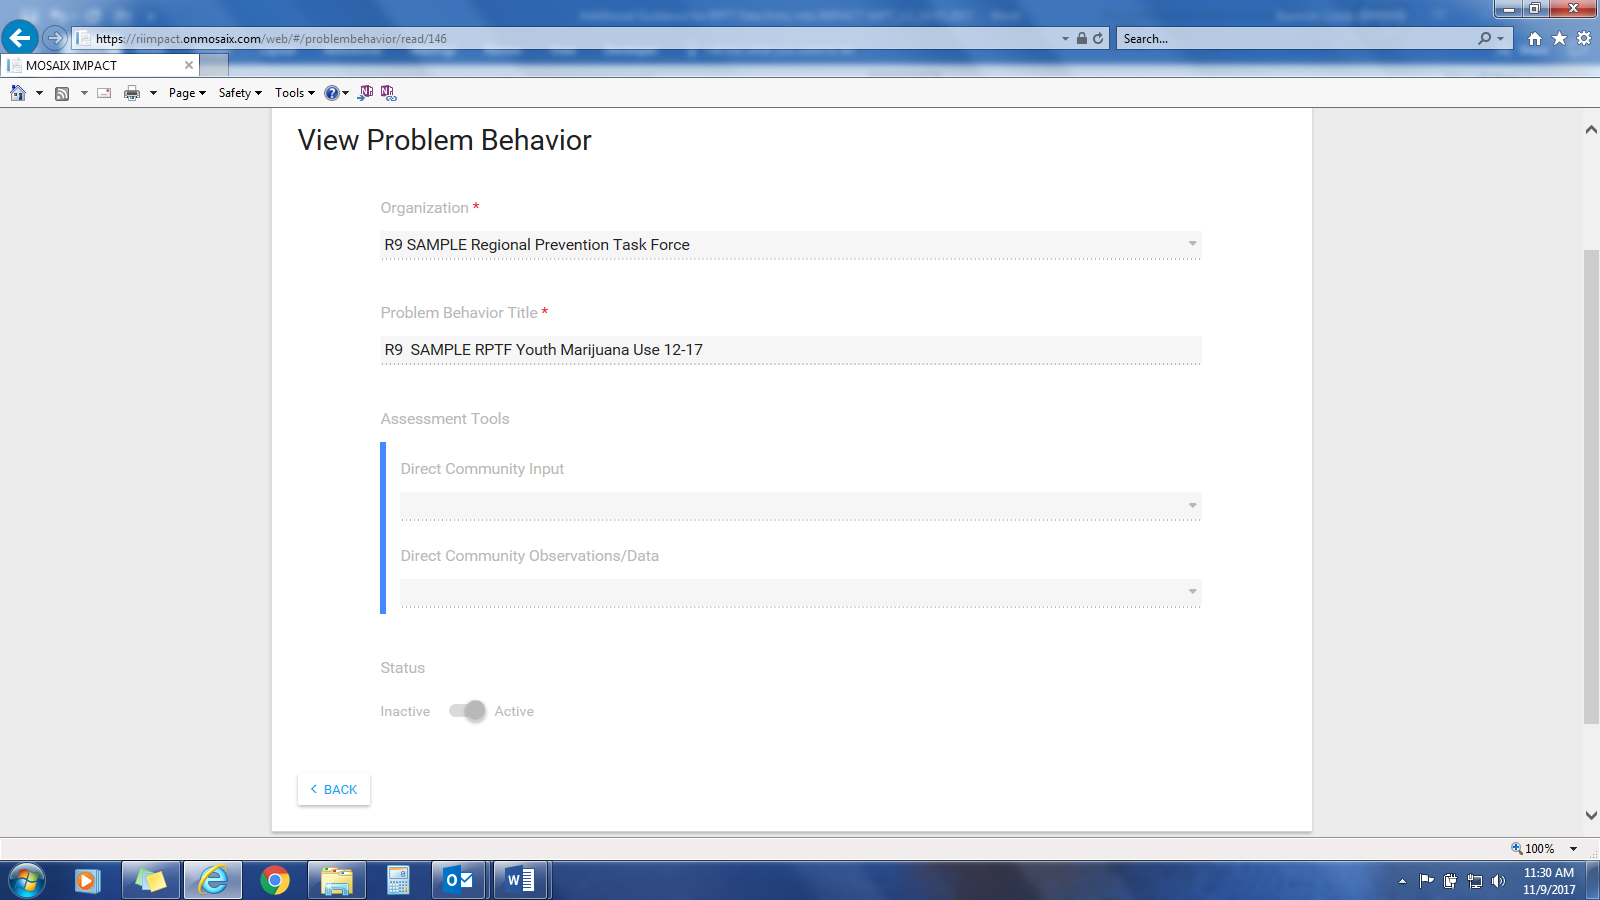 https://riimpact.onmosaix.com/web/#/problembehavior/read/146
Search...
MOSAIX IMPACT
Page
Safety
Tools
View Problem Behavior
Organization *
R9 SAMPLE Regional Prevention Task Force
Problem Behavior Title *
R9  SAMPLE RPTF Youth Marijuana Use 12-17
Assessment Tools
Direct Community Input
Direct Community Observations/Data
Status
Inactive Active
BACK
100%
11:30 AM
11/9/2017